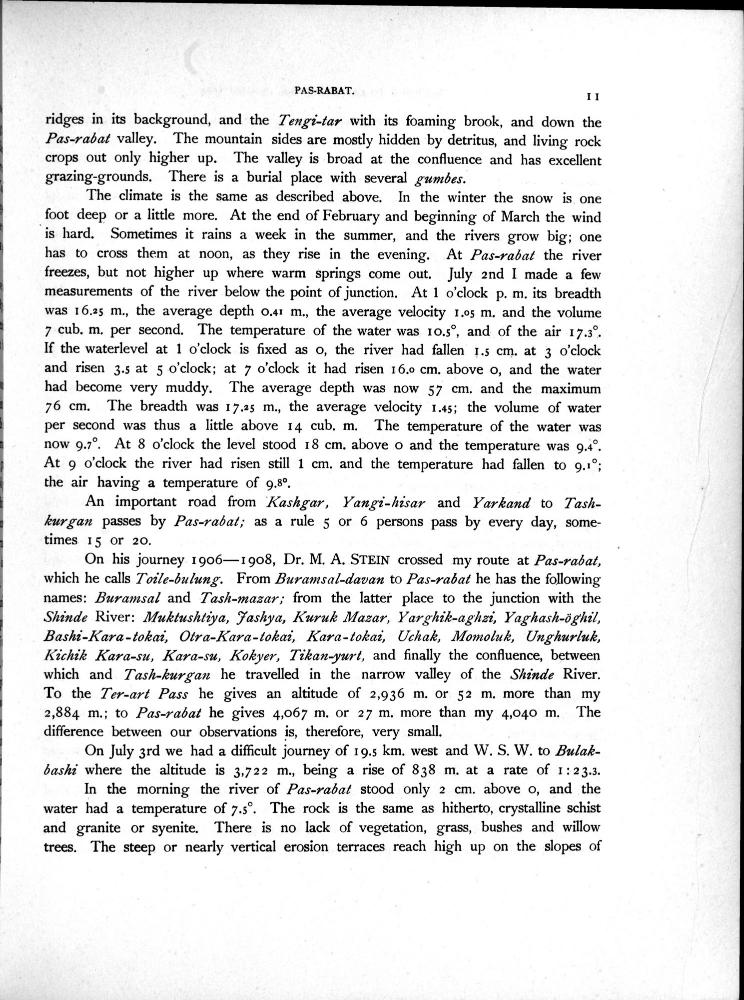 PAS-RABAT.
11
ridges in its background, and the Tengi-tar with its foaming brook, and down the
Pas-rabat valley. The mountain sides are mostly hidden by detritus, and living rock
crops out only higher up. The valley is broad at the confluence and has excellent
grazing-grounds. There is a burial place with several gumbes.
The climate is the same as described above. In the winter the snow is one
foot deep or a little more. At the end of February and beginning of March the wind
is hard. Sometimes it rains a week in the summer, and the rivers grow big; one
has to cross them at noon, as they rise in the evening. At Pas-rabat the river
freezes, but not higher up where warm springs come out. July 2nd I made a few
measurements of the river below the point of junction. At 1 o'clock p. m. its breadth
was 16.25 m., the average depth 0.41 m., the average velocity 1.05 m. and the volume
7 cub. m. per second. The temperature of the water was 10.5°, and of the air 17.3°.
If the waterlevel at 1 o'clock is fixed as 0, the river had fallen 1.5 cm. at 3 o'clock
and risen 3.5 at 5 o'clock; at 7 o'clock it had risen 16.0 cm. above 0, and the water
had become very muddy. The average depth was now 57 cm. and the maximum
76 cm. The breadth was 17.25 m., the average velocity 1.45; the volume of water
per second was thus a little above 14 cub. m. The temperature of the water was
now 9.7°. At 8 o'clock the level stood 18 cm. above 0 and the temperature was 9.4°.
At 9 o'clock the river had risen still 1 cm. and the temperature had fallen to 9.1°;
the air having a temperature of 9.8°.
An important road from Kashgar, Yangi-hisar and Yarkand to Tash-
kurgan passes by Pas-rabat; as a rule 5 or 6 persons pass by every day, some-
times 15 or 20.
On his journey 1906—1908, Dr. M. A. STEIN crossed my route at Pas-rabat,
which he calls Toile-bulung. From Buramsal-davan to Pas-rabat he has the following
names: Buramsal and Tash-mazar; from the latter place to the junction with the
Shinde River: Muktushtiya, Jashya, Kuruk Mazar, Yarghik-aghzi, Yaghash-öghil,
Bashi-Kara-tokai, Otra-Kara-tokai, Kara-tokai, Uchak, Momoluk, Unghurluk,
Kichik Kara-su, Kara-su, Kokyer, Tikan-yurt, and finally the confluence, between
which and Tash-kurgan he travelled in the narrow valley of the Shinde River.
To the Ter-art Pass he gives an altitude of 2,936 m. or 52 m. more than my
2,884 m.; to Pas-rabat he gives 4,067 m. or 27 m. more than my 4,040 m. The
difference between our observations is, therefore, very small.
On July 3rd we had a difficult journey of 19.5 km. west and W. S. W. to Bulak-
bashi where the altitude is 3,722 m., being a rise of 838 m. at a rate of 1:23.3.
In the morning the river of Pas-rabat stood only 2 cm. above 0, and the
water had a temperature of 7.5°. The rock is the same as hitherto, crystalline schist
and granite or syenite. There is no lack of vegetation, grass, bushes and willow
trees. The steep or nearly vertical erosion terraces reach high up on the slopes of